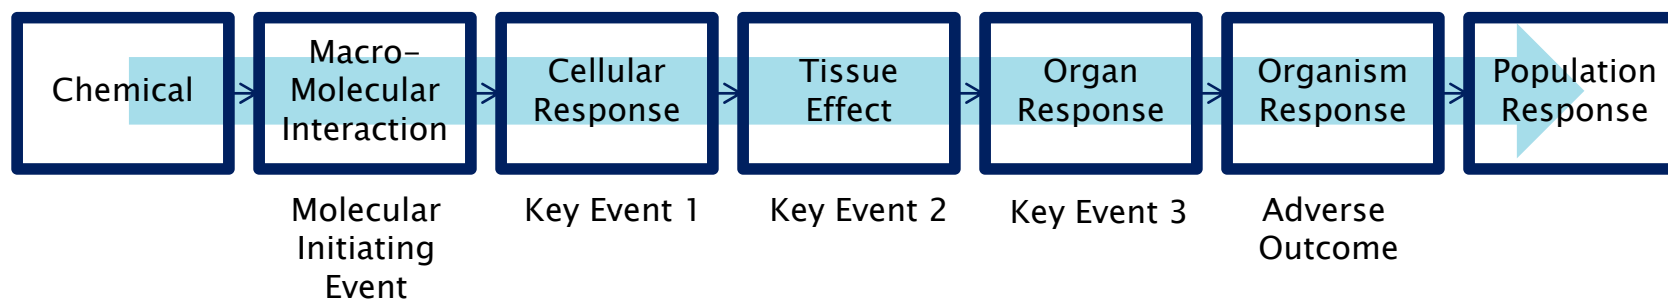 Chemical
Macro-
Molecular
Interaction
Cellular
Response
Tissue
Effect
Organ
Response
Organism
Response
Population
Response
Molecular
Initiating
Event
Key Event 1
Key Event 2
Key Event 3
Adverse
Outcome